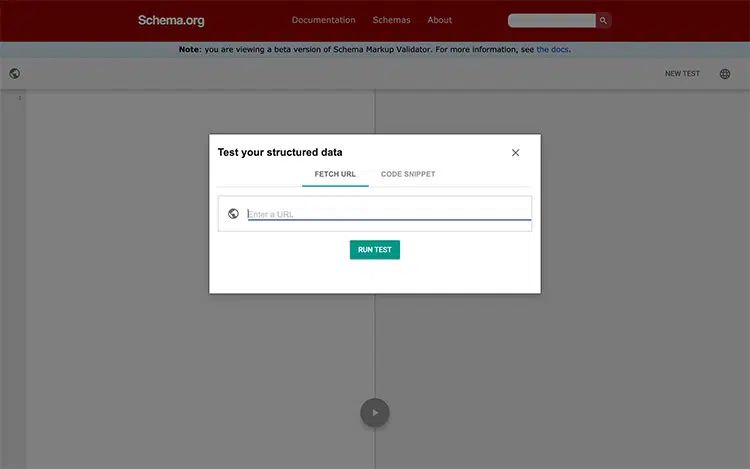 Schema.org
Documentation
Schemas
About
Note: you are viewing a beta version of Schema Markup Validator. For more information, see the docs.
NEW TEST
1
Test your structured data
FETCH URL
CODE SNIPPET
Enter a URL
RUN TEST